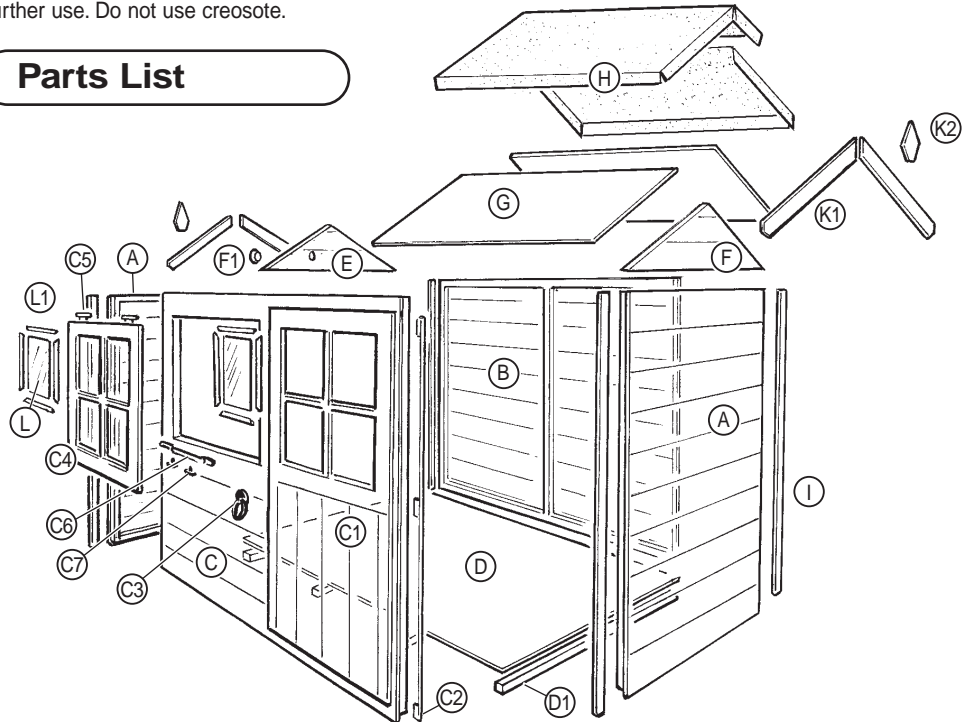 urther use. Do not use creosote.
Parts List
H
K2
G
K1
C5
A
F1
E
F
L1
B
A
L
C4
I
C6
C1
C7
C
D
C3
C2
D1